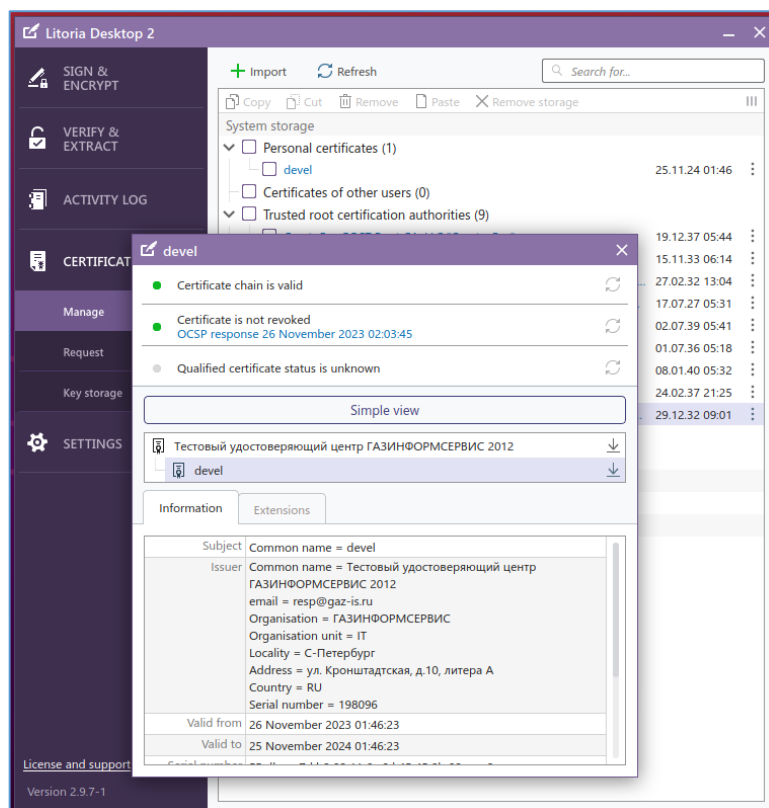 Litoria Desktop 2
SIGN &
ENCRYPT
VERIFY &
EXTRACT
ACTIVITY LOG
CERTIFICAT
Manage
Request
Key storage
SETTINGS
License and support
Version 2.9.7-1
Import Refresh Search for...
Copy Cut Remove Paste Remove storage
System storage
Personal certificates (1)
devel 25.11.24 01:46
Certificates of other users (0)
Trusted root certification authorities (9)
19.12.37 05:44
15.11.33 06:14
... 27.02.32 13:04
17.07.27 05:31
02.07.39 05:41
01.07.36 05:18
08.01.40 05:32
24.02.37 21:25
... 29.12.32 09:01
devel
Certificate chain is valid
Certificate is not revoked
OCSP response 26 November 2023 02:03:45
Qualified certificate status is unknown
Simple view
Тестовый удостоверяющий центр ГАЗИНФОРМСЕРВИС 2012
devel
Information Extensions
Subject Common name = devel
Issuer Common name = Тестовый удостоверяющий центр
ГАЗИНФОРМСЕРВИС 2012
email = resp@gaz-is.ru
Organisation = ГАЗИНФОРМСЕРВИС
Organisation unit = IT
Locality = С-Петербург
Address = ул. Кронштадтская, д.10, литера А
Country = RU
Serial number = 198096
Valid from 26 November 2023 01:46:23
Valid to 25 November 2024 01:46:23
Serial number